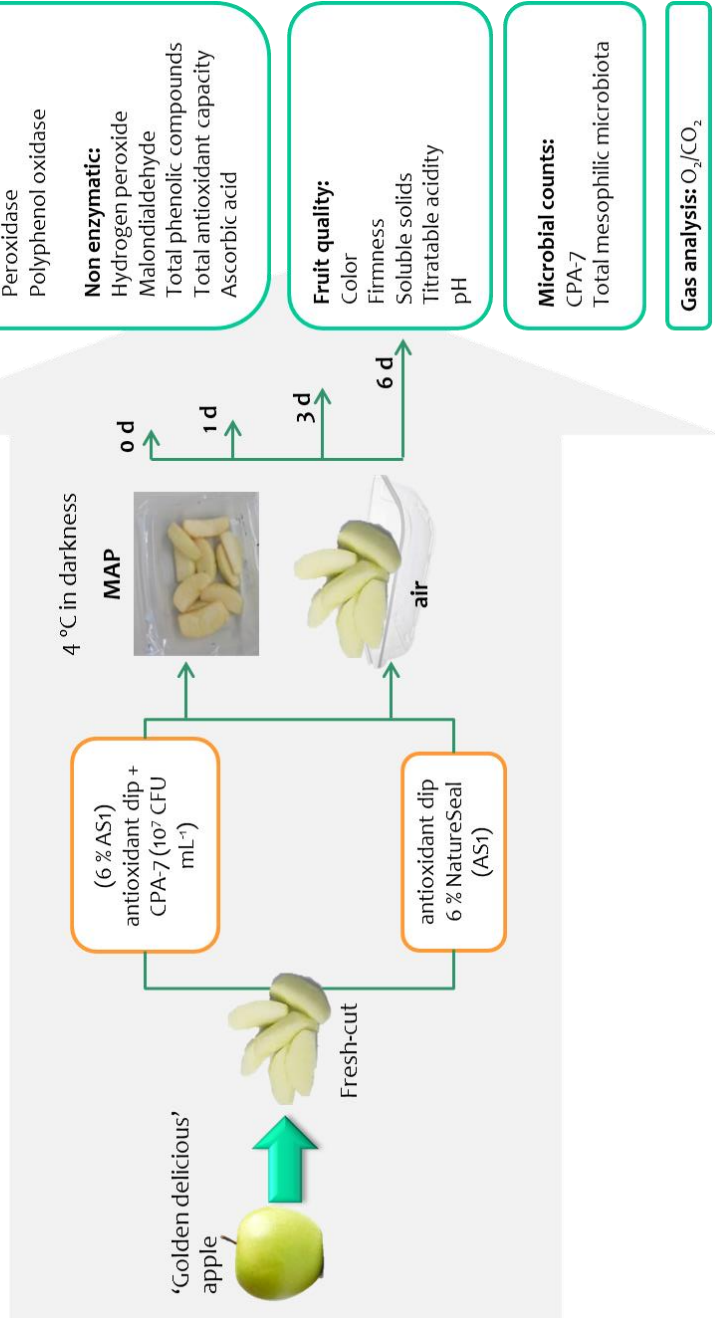 'Golden delicious'
apple
Fresh-cut
(6 % AS1)
antioxidant dip +
CPA-7 (10⁷ CFU
mL⁻¹)
antioxidant dip
6 % NatureSeal
(AS1)
4 °C in darkness
MAP
air
0 d
1 d
3 d
6 d
Peroxidase
Polyphenol oxidase
Non enzymatic:
Hydrogen peroxide
Malondialdehyde
Total phenolic compounds
Total antioxidant capacity
Ascorbic acid
Fruit quality:
Color
Firmness
Soluble solids
Titratable acidity
pH
Microbial counts:
CPA-7
Total mesophilic microbiota
Gas analysis: O₂/CO₂